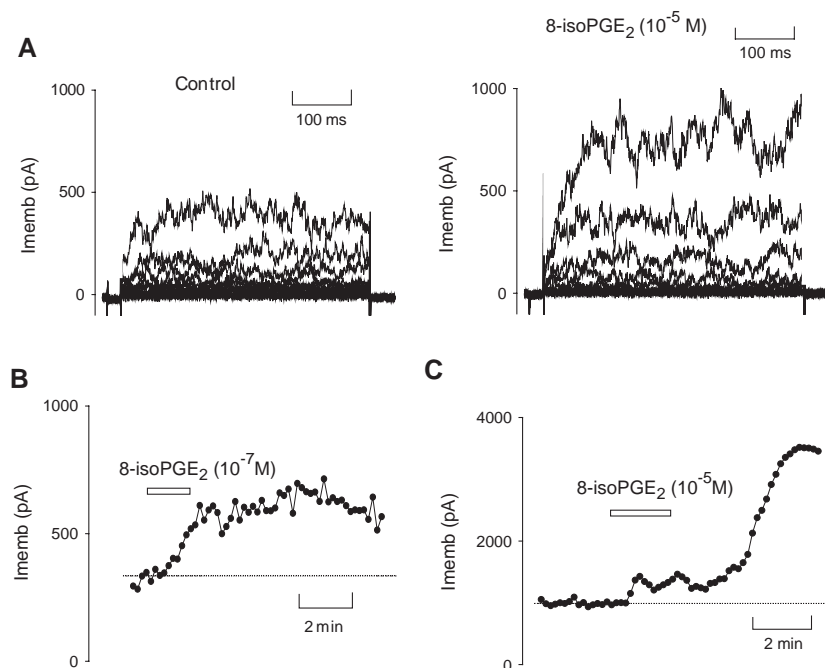 A
Control
100 ms
1000
500
0
Imemb (pA)
8-isoPGE2 (10-5 M)
100 ms
1000
500
0
Imemb (pA)
B
1000
500
0
Imemb (pA)
8-isoPGE2 (10-7M)
2 min
C
4000
2000
0
Imemb (pA)
8-isoPGE2 (10-5M)
2 min